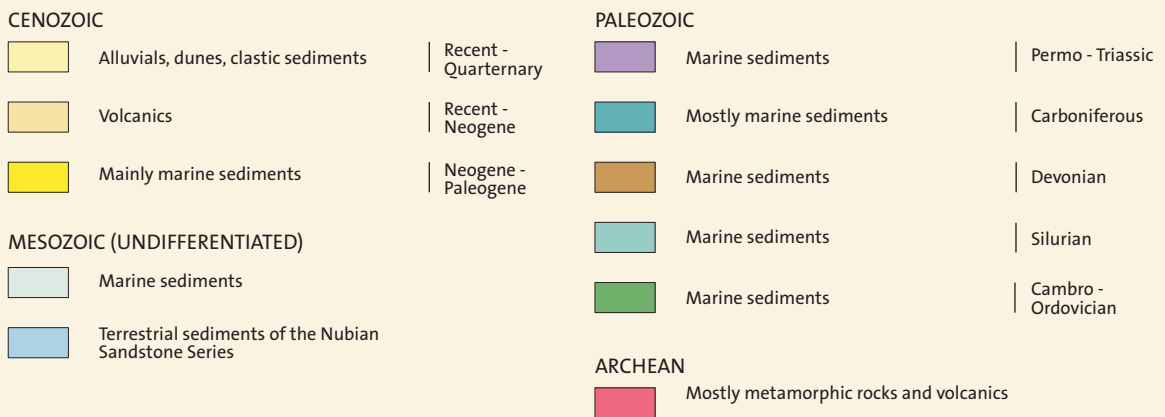 CENOZOIC
Alluvials, dunes, clastic sediments
Recent -
Quarternary
Volcanics
Recent -
Neogene
Mainly marine sediments
Neogene -
Paleogene
MESOZOIC (UNDIFFERENTIATED)
Marine sediments
Terrestrial sediments of the Nubian
Sandstone Series
PALEOZOIC
Marine sediments
Permo - Triassic
Mostly marine sediments
Carboniferous
Marine sediments
Devonian
Marine sediments
Silurian
Marine sediments
Cambro -
Ordovician
ARCHEAN
Mostly metamorphic rocks and volcanics